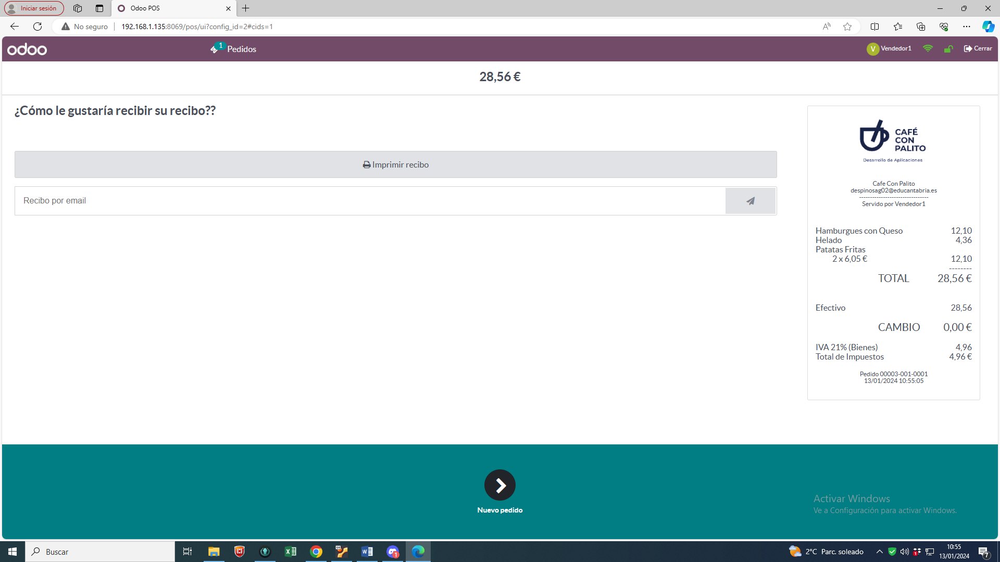 Iniciar sesión
Odoo POS
No seguro
192.168.1.135:8069/pos/ui?config_id=2#cids=1
odoo
1
Pedidos
V
Vendedor1
Cerrar
28,56 €
¿Cómo le gustaría recibir su recibo??
Imprimir recibo
Recibo por email
CAFÉ
CON
PALITO
Desarrollo de Aplicaciones
Cafe Con Palito
despinosag02@educantabria.es
--------------------------------
Servido por Vendedor1
Hamburgues con Queso 12,10
Helado 4,36
Patatas Fritas
2 x 6,05 € 12,10
--------
TOTAL 28,56 €
Efectivo 28,56
CAMBIO 0,00 €
IVA 21% (Bienes) 4,96
Total de Impuestos 4,96 €
Pedido 00003-001-0001
13/01/2024 10:55:05
Nuevo pedido
Activar Windows
Ve a Configuración para activar Windows.
Buscar
1
2°C Parc. soleado
1
10:55
13/01/2024
7